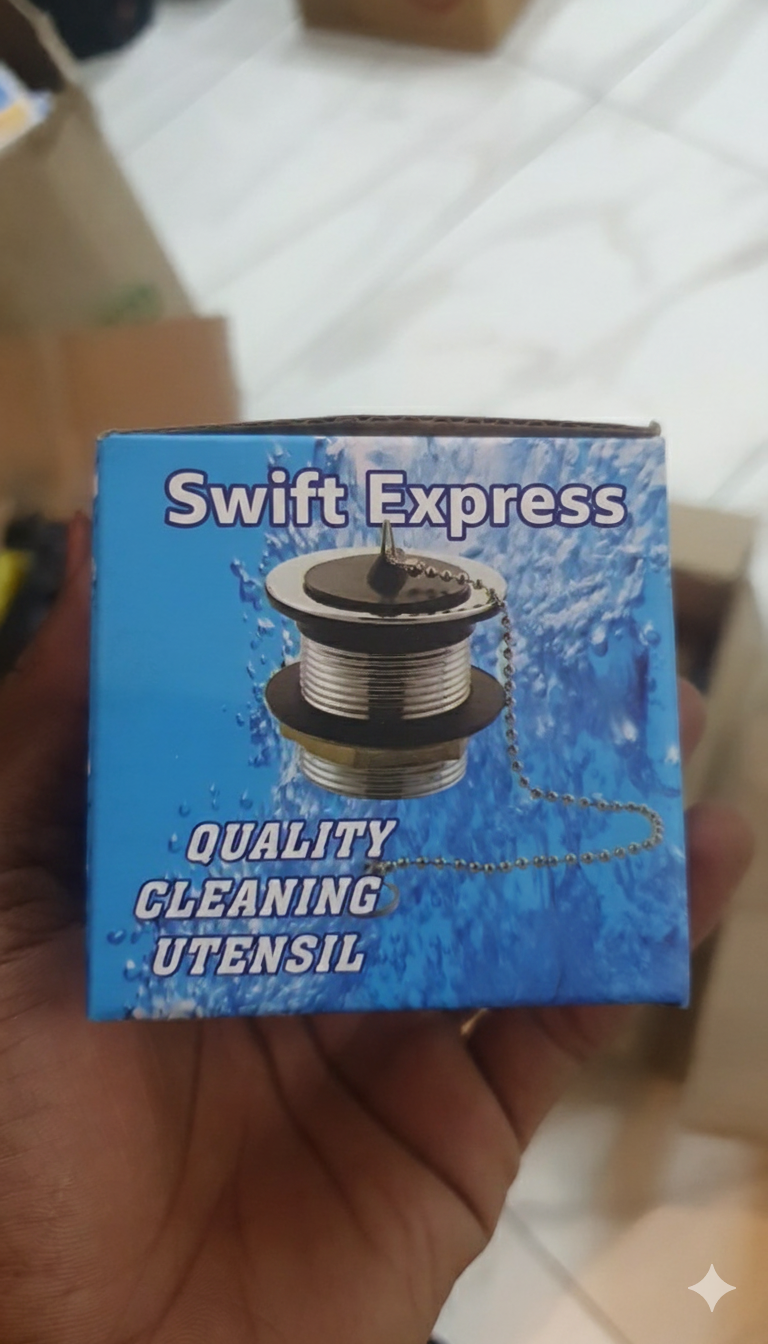 Swift Express
QUALITY
CLEANING
UTENSIL